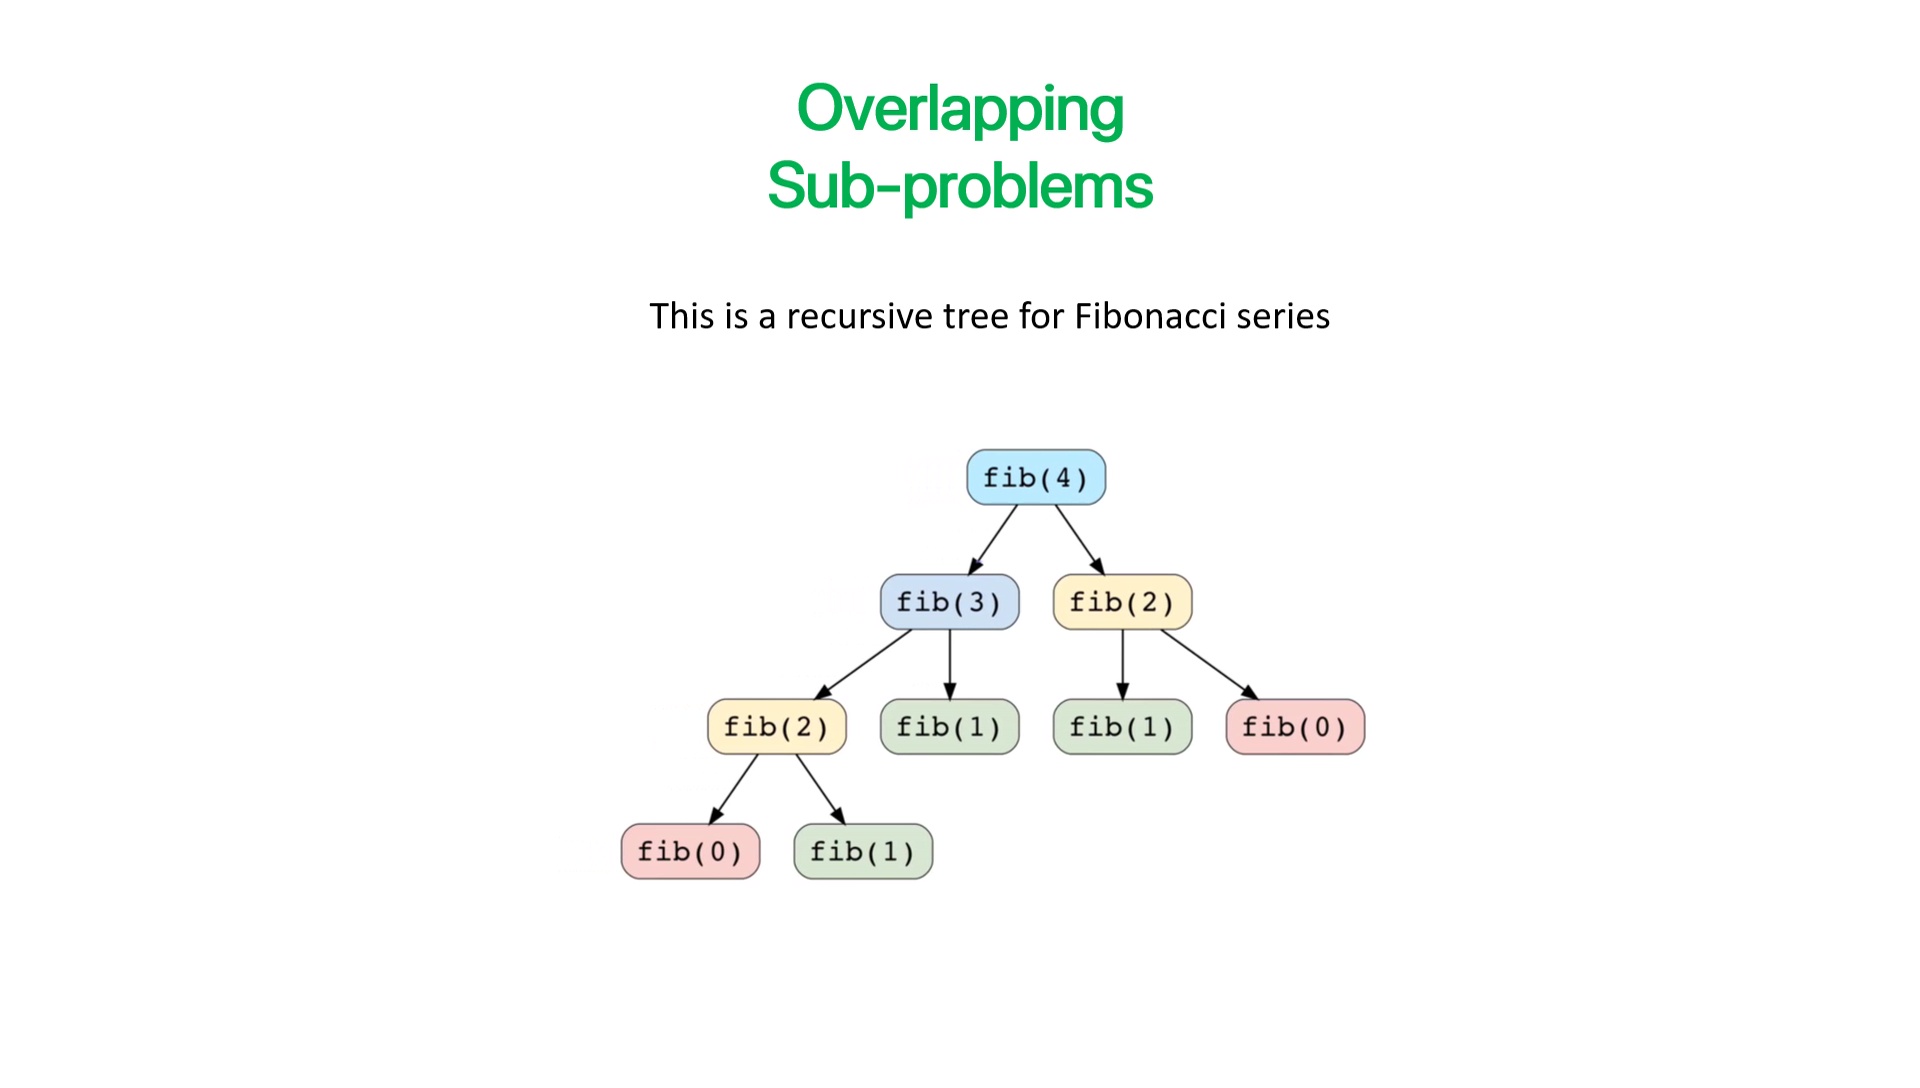 Overlapping
Sub-problems
This is a recursive tree for Fibonacci series
fib(4)
fib(3) fib(2)
fib(2) fib(1) fib(1) fib(0)
fib(0) fib(1)